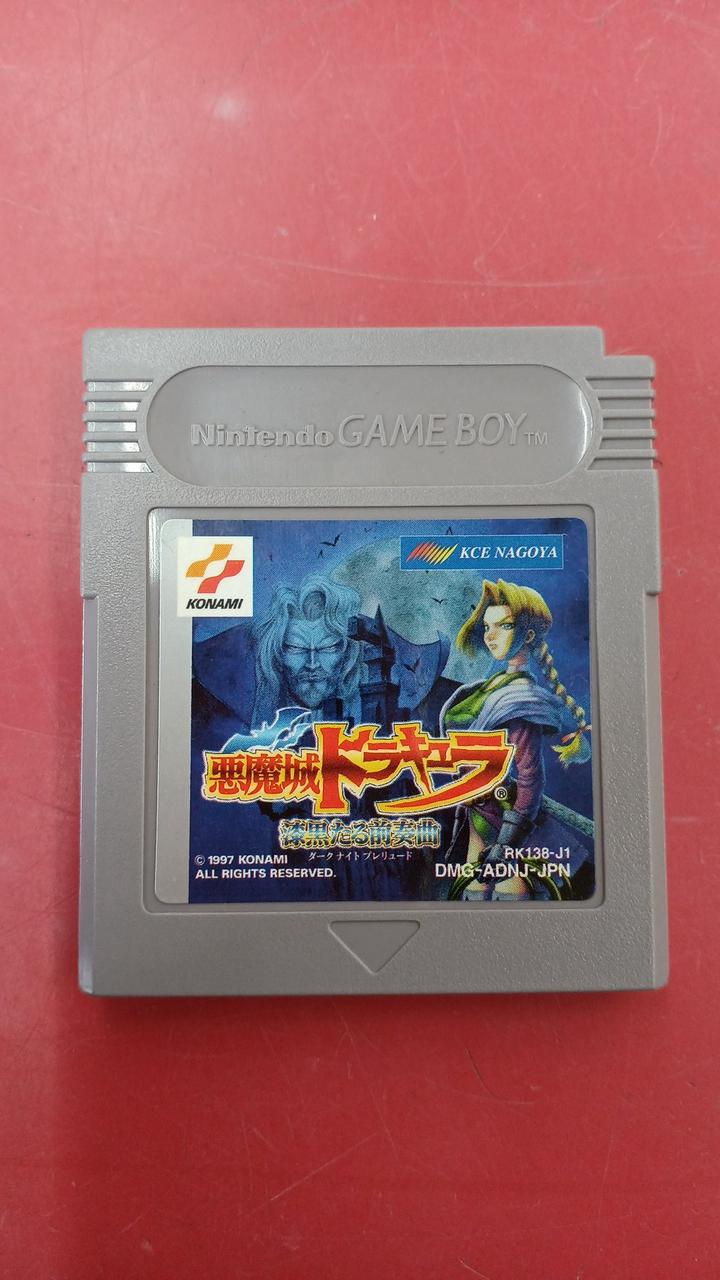 Nintendo GAME BOY TM
KONAMI
KCE NAGOYA
悪魔城ドラキュラ®
漆黒たる前奏曲
ダークナイトプレリュード
© 1997 KONAMI
ALL RIGHTS RESERVED.
RK138-J1
DMG-ADNJ-JPN